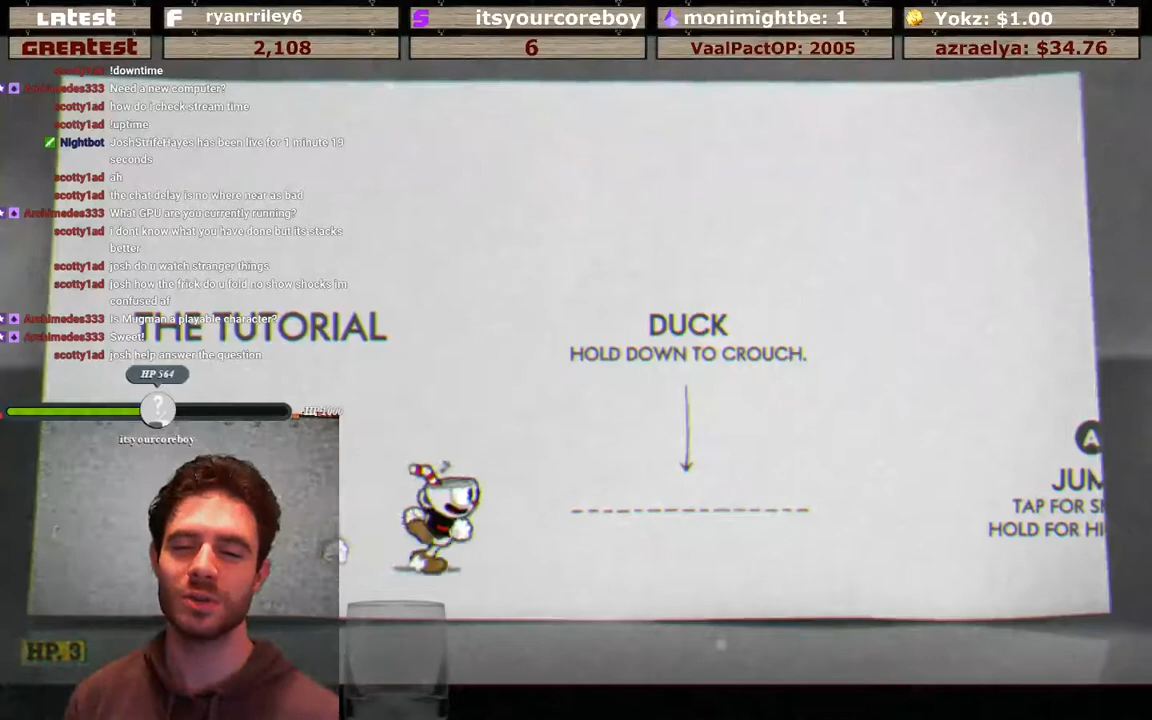 Latest
ryanrriley6
itsyourcoreboy
monimightbe: 1
Yokz: $1.00
Greatest
2,108
6
VaalPactOP: 2005
azraelya: $34.76
scotty1ad !downtime
Archimedes333 Need a new computer?
scotty1ad how do i check stream time
scotty1ad !uptime
Nightbot JoshStrifeHayes has been live for 1 minute 19
seconds
scotty1ad ah
scotty1ad the chat delay is no where near as bad
Archimedes333 What GPU are you currently running?
scotty1ad i dont know what you have done but its stacks
better
scotty1ad josh do u watch stranger things
scotty1ad josh how the frick do u fold no show shocks im
confused af
Archimedes333 Is Mugman a playable character?
Archimedes333 Sweet!
scotty1ad josh help answer the question
THE TUTORIAL
DUCK
HOLD DOWN TO CROUCH.
HP 564
?
HP 1000
itsyourcoreboy
A
JUM
TAP FOR S
HOLD FOR HI
HP. 3